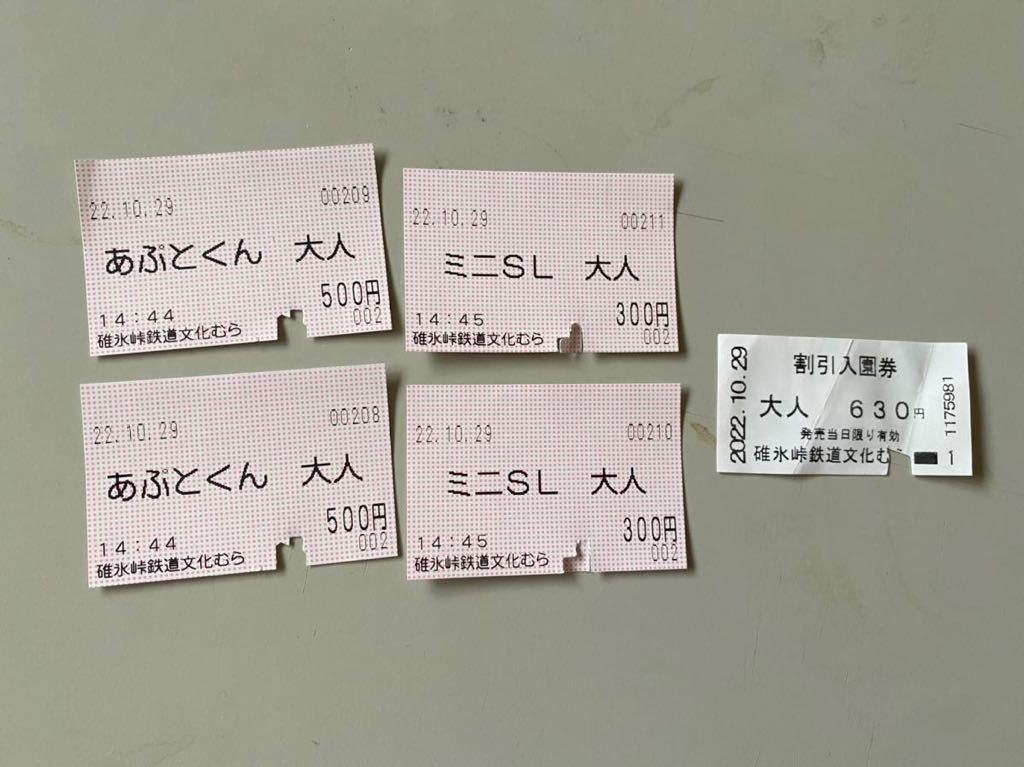 22.10.29 00209
あぷとくん 大人
500円
14:44 002
碓氷峠鉄道文化むら
22.10.29 00211
ミニSL 大人
300円
14:45 002
碓氷峠鉄道文化むら
22.10.29 00208
あぷとくん 大人
500円
14:44 002
碓氷峠鉄道文化むら
22.10.29 00210
ミニSL 大人
300円
14:45 002
碓氷峠鉄道文化むら
2022.10.29
割引入園券
大人 630円
発売当日限り有効
碓氷峠鉄道文化む
1
1175981